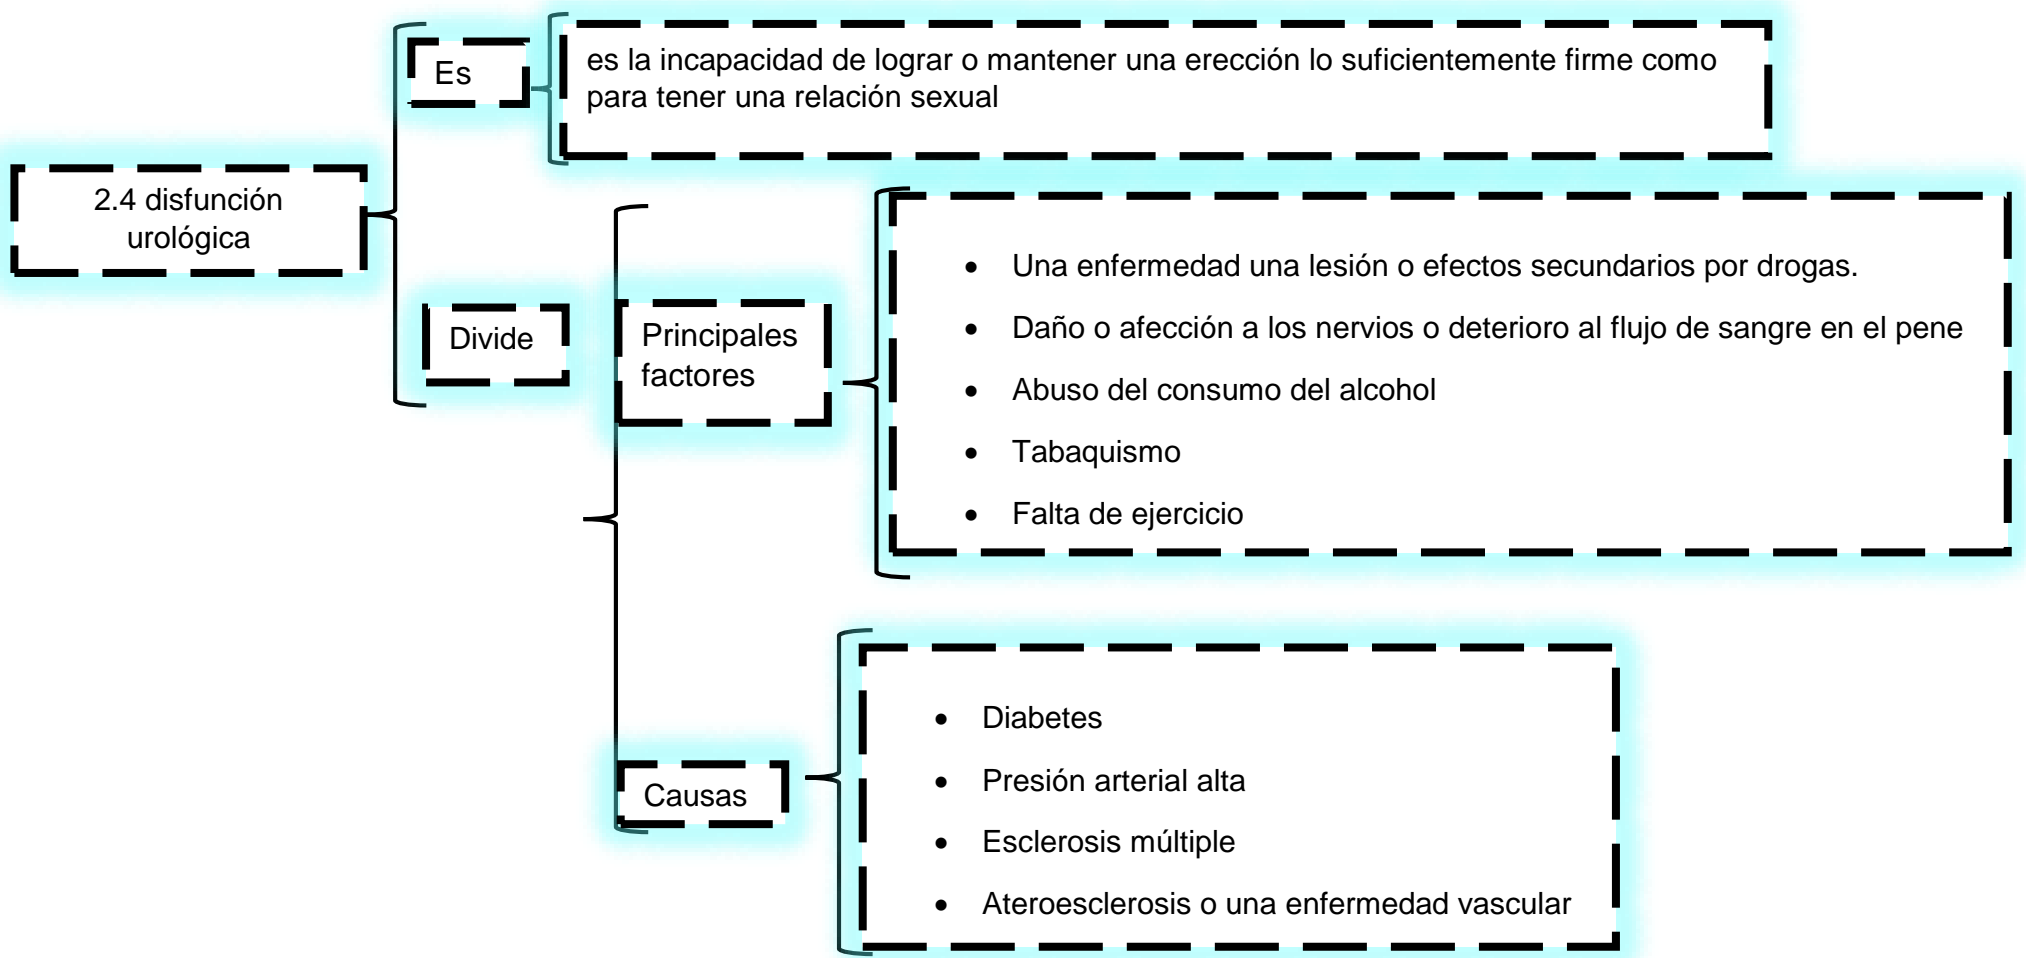 2.4 disfunción
urológica
Es
es la incapacidad de lograr o mantener una erección lo suficientemente firme como
para tener una relación sexual
Divide
Principales
factores
• Una enfermedad una lesión o efectos secundarios por drogas.
• Daño o afección a los nervios o deterioro al flujo de sangre en el pene
• Abuso del consumo del alcohol
• Tabaquismo
• Falta de ejercicio
Causas
• Diabetes
• Presión arterial alta
• Esclerosis múltiple
• Ateroesclerosis o una enfermedad vascular